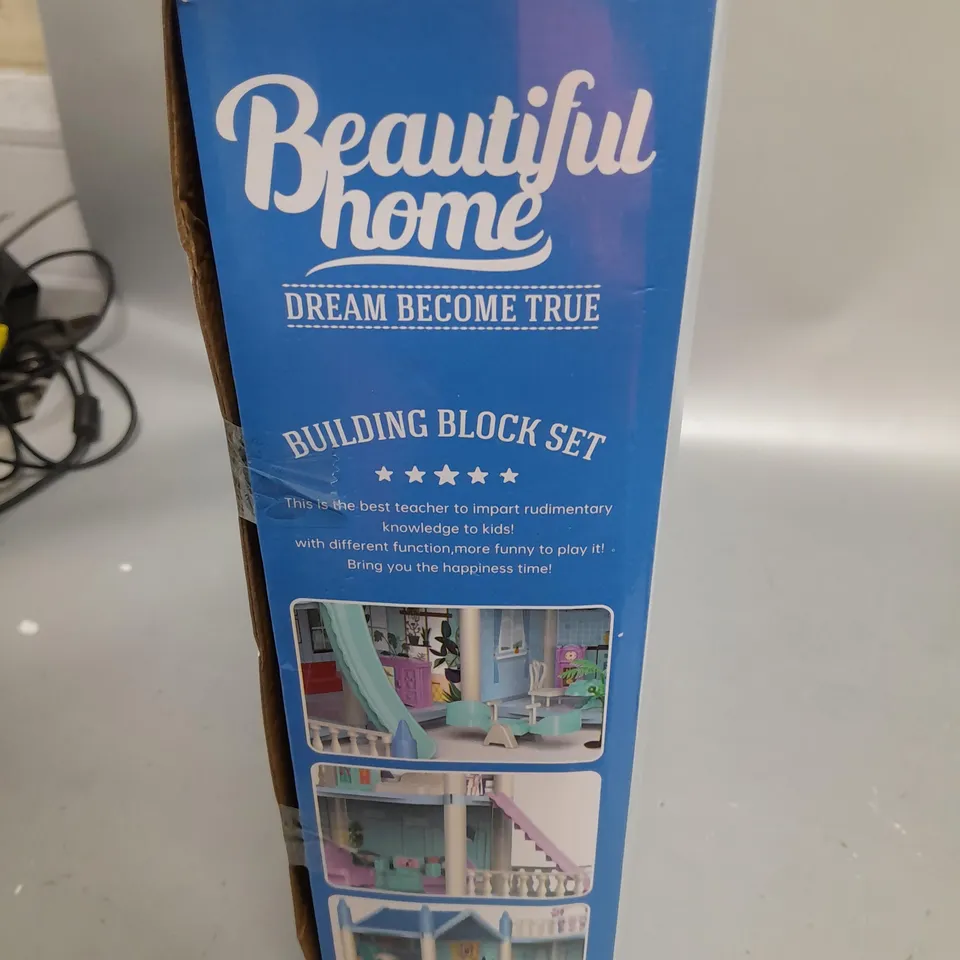 Beautiful
home
DREAM BECOME TRUE
BUILDING BLOCK SET
This is the best teacher to impart rudimentary
knowledge to kids!
with different function,more funny to play it!
Bring you the happiness time!